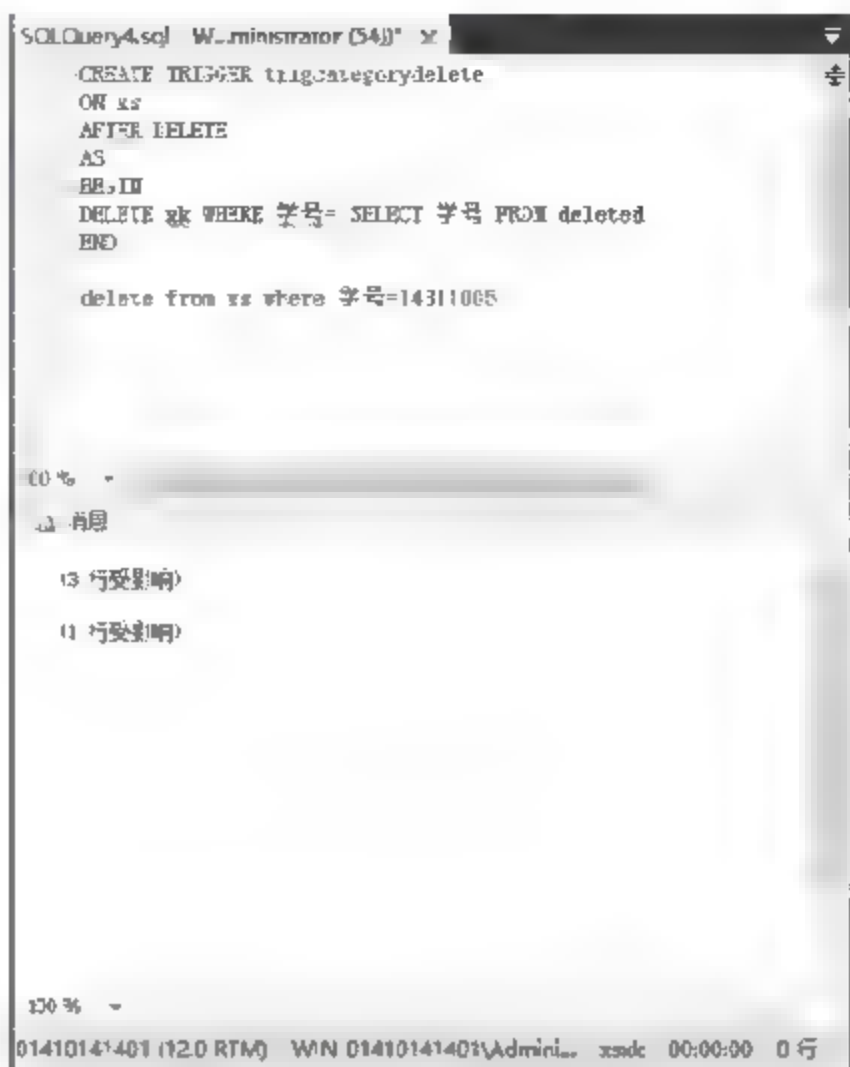 SQLQuery4.sql W...ministrator (54))* ×
CREATE TRIGGER trigcategorydelete
ON xs
AFTER DELETE
AS
BEGIN
DELETE xk WHERE 学号= SELECT 学号 FROM deleted
END
delete from xs where 学号=14311005
100 %
消息
(3 行受影响)
(1 行受影响)
100 %
01410141401 (12.0 RTM) WIN 01410141401\Admini... 00:00:00 0 行